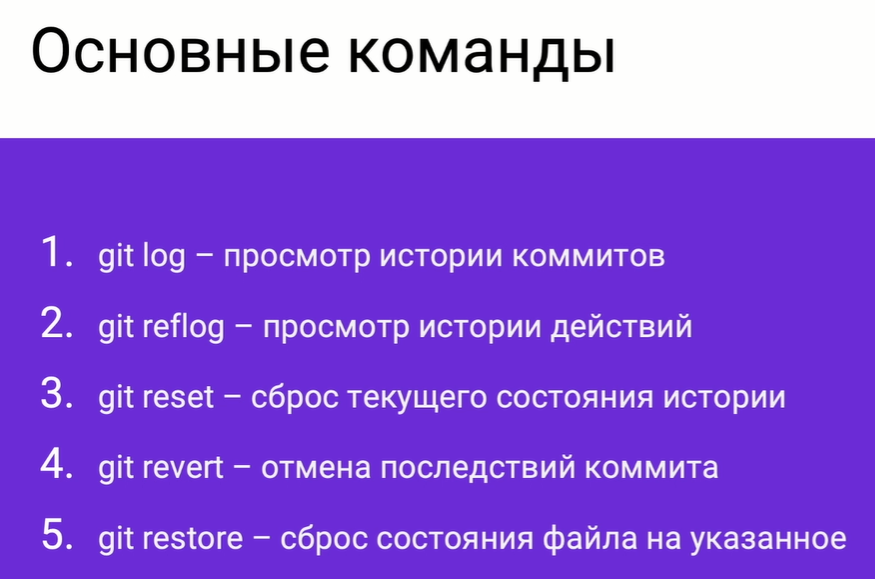 Основные команды
1. git log – просмотр истории коммитов
2. git reflog – просмотр истории действий
3. git reset – сброс текущего состояния истории
4. git revert – отмена последствий коммита
5. git restore – сброс состояния файла на указанное